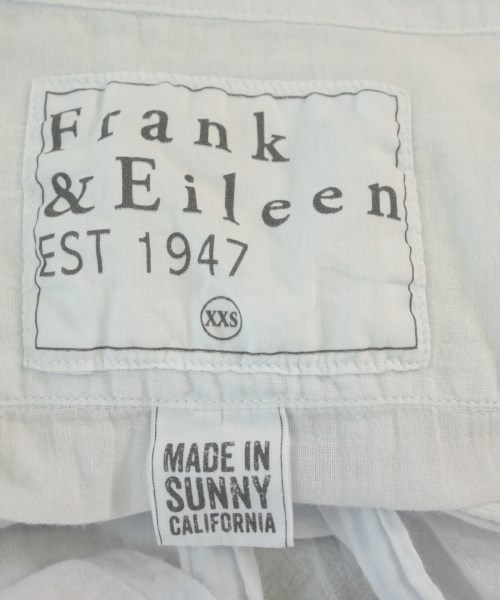 Frank
& Eileen
EST 1947
XXS
MADE IN
SUNNY
CALIFORNIA